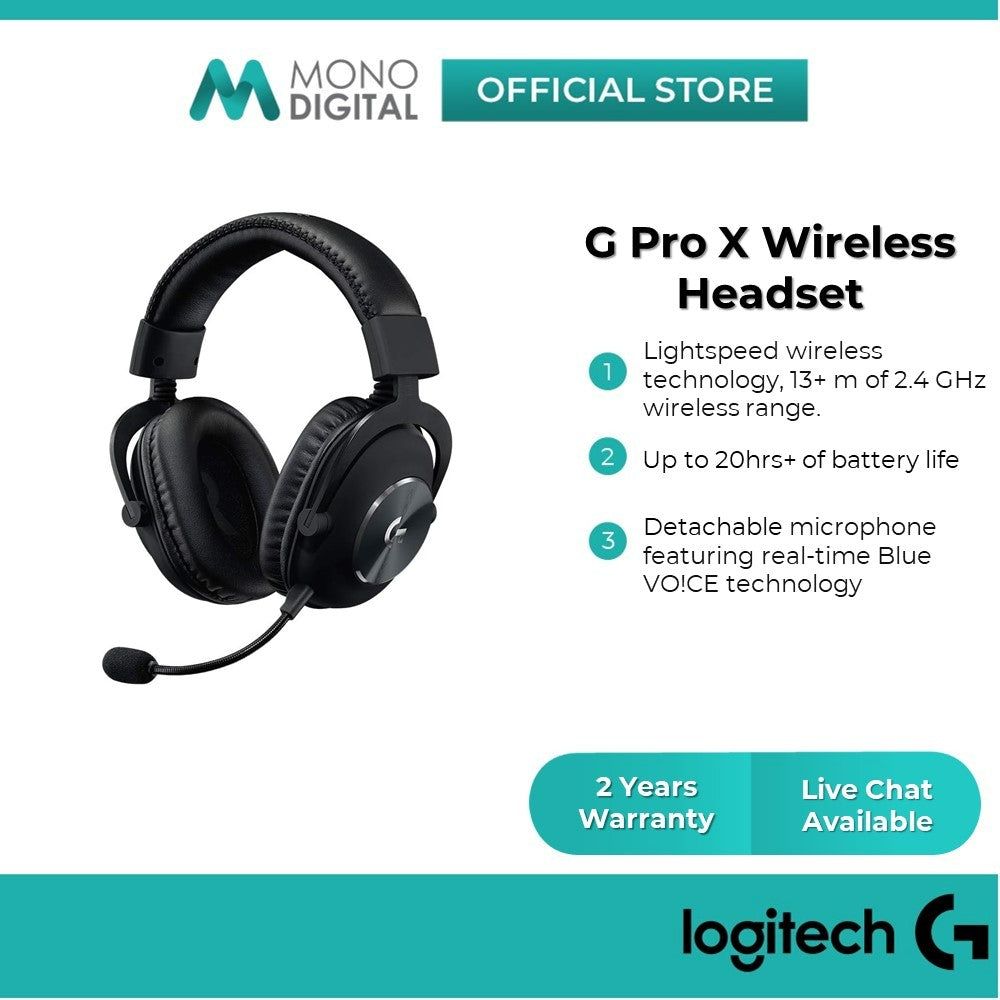 MONO
DIGITAL
OFFICIAL STORE
G Pro X Wireless
Headset
1
Lightspeed wireless
technology, 13+ m of 2.4 GHz
wireless range.
2
Up to 20hrs+ of battery life
3
Detachable microphone
featuring real-time Blue
VO!CE technology
2 Years
Warranty
Live Chat
Available
logitech G